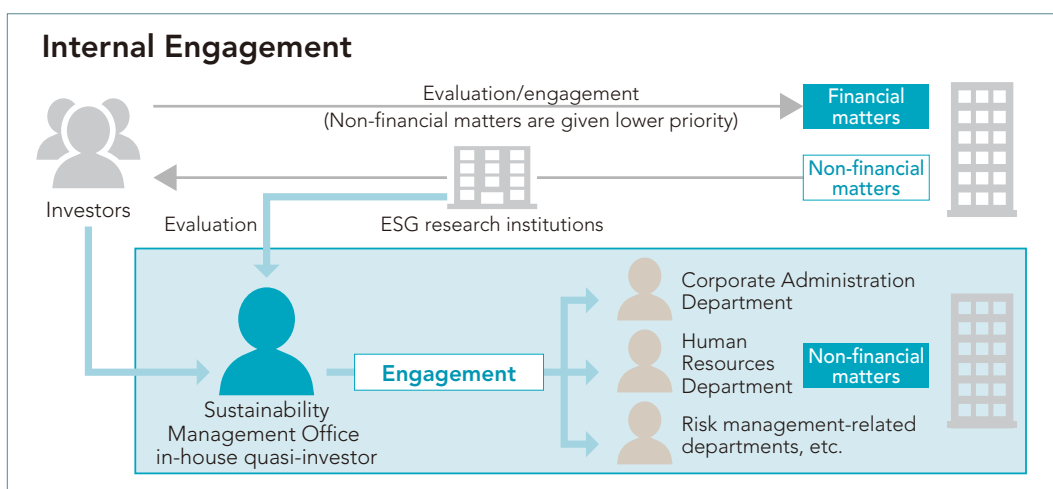 Internal Engagement
Evaluation/engagement
(Non-financial matters are given lower priority)
Financial
matters
Non-financial
matters
Investors
Evaluation
ESG research institutions
Corporate Administration
Department
Human
Resources
Department
Non-financial
matters
Engagement
Risk management-related
departments, etc.
Sustainability
Management Office
in-house quasi-investor